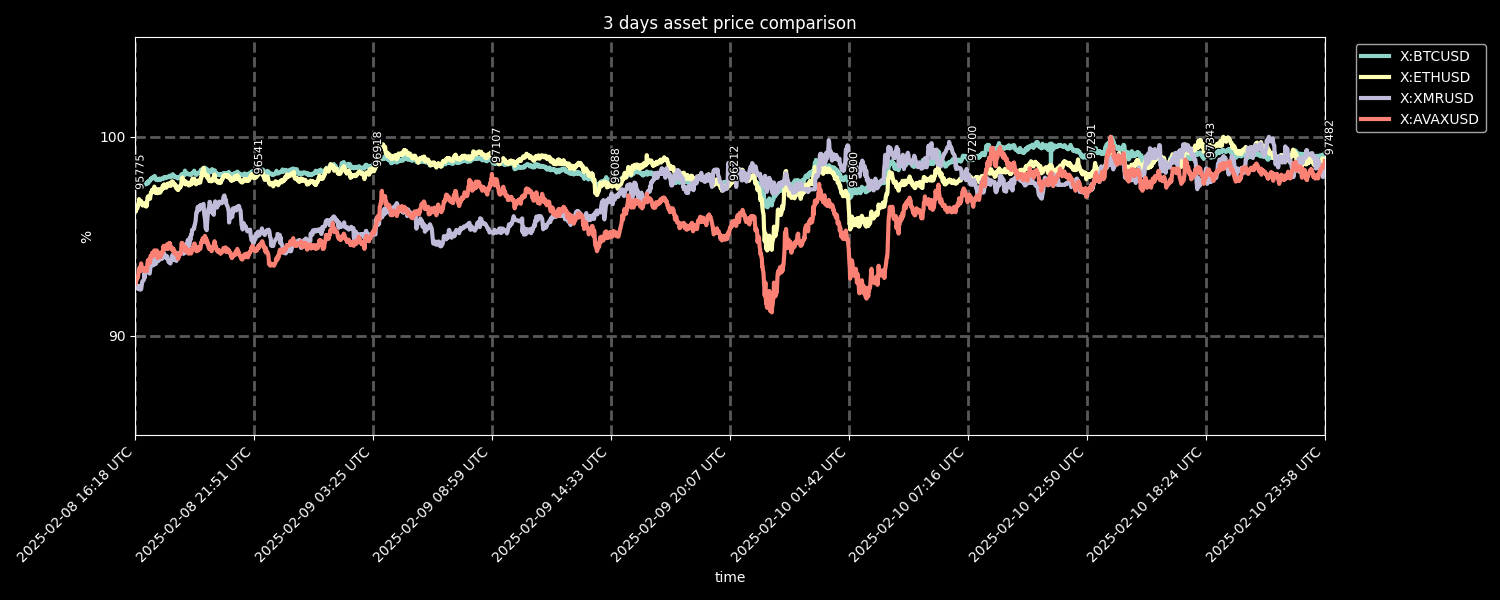 3 days asset price comparison
X:BTCUSD
X:ETHUSD
X:XMRUSD
X:AVAXUSD
100
90
%
95775
96541
96918
97107
96088
96212
95900
97200
97291
97343
97482
2025-02-08 16:18 UTC
2025-02-08 21:51 UTC
2025-02-09 03:25 UTC
2025-02-09 08:59 UTC
2025-02-09 14:33 UTC
2025-02-09 20:07 UTC
2025-02-10 01:42 UTC
2025-02-10 07:16 UTC
2025-02-10 12:50 UTC
2025-02-10 18:24 UTC
2025-02-10 23:58 UTC
time